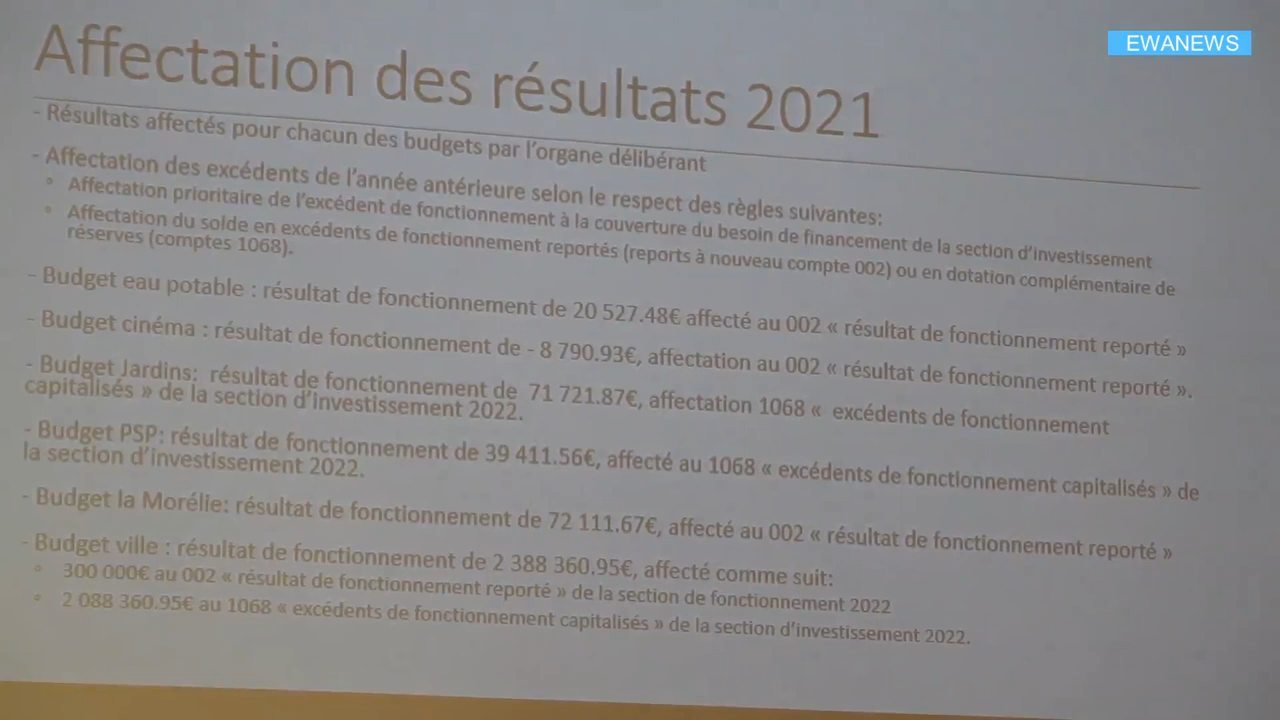 EWANEWS
Affectation des résultats 2021
- Résultats affectés pour chacun des budgets par l'organe délibérant
- Affectation des excédents de l'année antérieure selon le respect des règles suivantes:
° Affectation prioritaire de l'excédent de fonctionnement à la couverture du besoin de financement de la section d'investissement
° Affectation du solde en excédents de fonctionnement reportés (reports à nouveau compte 002) ou en dotation complémentaire de
réserves (comptes 1068).
- Budget eau potable : résultat de fonctionnement de 20 527.48€ affecté au 002 « résultat de fonctionnement reporté »
- Budget cinéma : résultat de fonctionnement de - 8 790.93€, affectation au 002 « résultat de fonctionnement reporté ».
- Budget Jardins: résultat de fonctionnement de 71 721.87€, affectation 1068 « excédents de fonctionnement
capitalisés » de la section d'investissement 2022.
- Budget PSP: résultat de fonctionnement de 39 411.56€, affecté au 1068 « excédents de fonctionnement capitalisés » de
la section d'investissement 2022.
- Budget la Morélie: résultat de fonctionnement de 72 111.67€, affecté au 002 « résultat de fonctionnement reporté »
- Budget ville : résultat de fonctionnement de 2 388 360.95€, affecté comme suit:
° 300 000€ au 002 « résultat de fonctionnement reporté » de la section de fonctionnement 2022
° 2 088 360.95€ au 1068 « excédents de fonctionnement capitalisés » de la section d'investissement 2022.